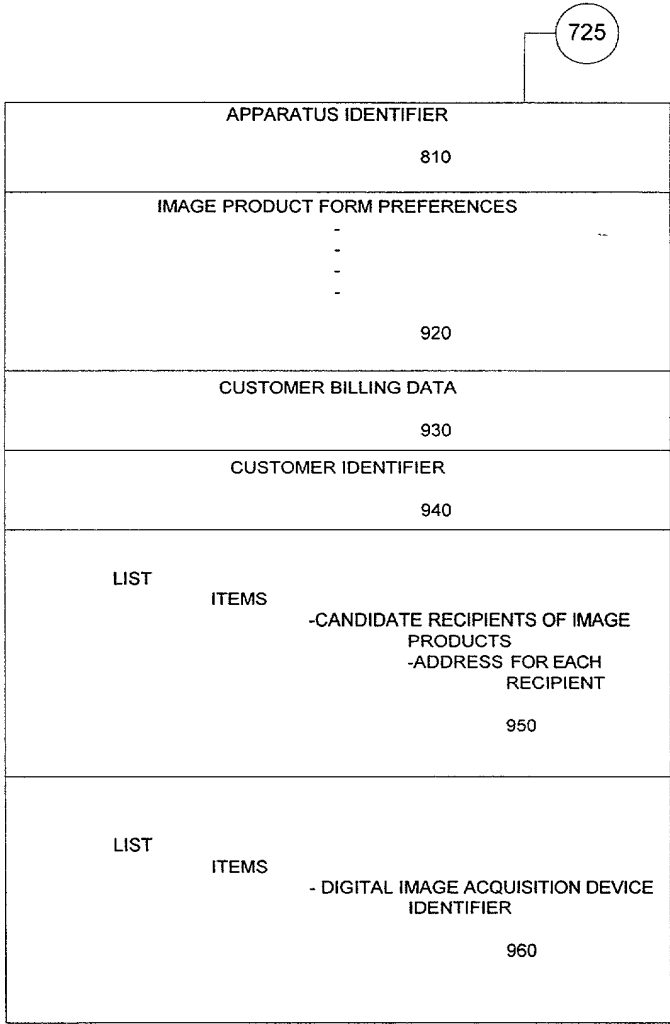 725
APPARATUS IDENTIFIER
810
IMAGE PRODUCT FORM PREFERENCES
-
-
-
-
920
CUSTOMER BILLING DATA
930
CUSTOMER IDENTIFIER
940
LIST
ITEMS
-CANDIDATE RECIPIENTS OF IMAGE
PRODUCTS
-ADDRESS FOR EACH
RECIPIENT
950
LIST
ITEMS
- DIGITAL IMAGE ACQUISITION DEVICE
IDENTIFIER
960